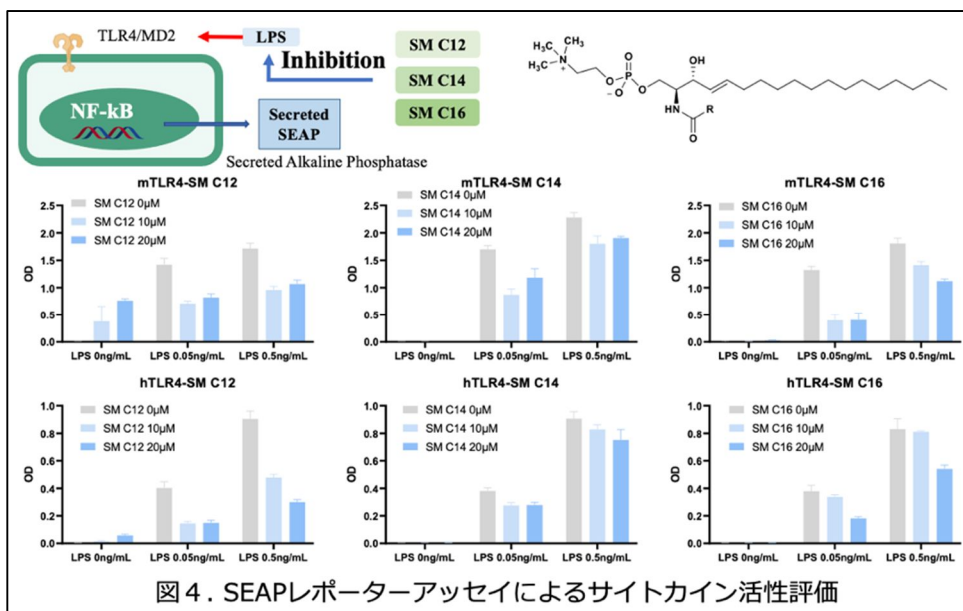 TLR4/MD2
LPS
Inhibition
SM C12
SM C14
SM C16
NF-kB
Secreted
SEAP
Secreted Alkaline Phosphatase
H₃C CH₃
H₃C N+
O O
P
O− O
OH
HN R
O
mTLR4-SM C12
SM C12 0μM
SM C12 10μM
SM C12 20μM
OD
2.5
2.0
1.5
1.0
0.5
0.0
LPS 0ng/mL LPS 0.05ng/mL LPS 0.5ng/mL
mTLR4-SM C14
SM C14 0μM
SM C14 10μM
SM C14 20μM
OD
2.5
2.0
1.5
1.0
0.5
0.0
LPS 0ng/mL LPS 0.05ng/mL LPS 0.5ng/mL
mTLR4-SM C16
SM C16 0μM
SM C16 10μM
SM C16 20μM
OD
2.5
2.0
1.5
1.0
0.5
0.0
LPS 0ng/mL LPS 0.05ng/mL LPS 0.5ng/mL
hTLR4-SM C12
SM C12 0μM
SM C12 10μM
SM C12 20μM
OD
1.0
0.8
0.6
0.4
0.2
0.0
LPS 0ng/mL LPS 0.05ng/mL LPS 0.5ng/mL
hTLR4-SM C14
SM C14 0μM
SM C14 10μM
SM C14 20μM
OD
1.0
0.8
0.6
0.4
0.2
0.0
LPS 0ng/mL LPS 0.05ng/mL LPS 0.5ng/mL
hTLR4-SM C16
SM C16 0μM
SM C16 10μM
SM C16 20μM
OD
1.0
0.8
0.6
0.4
0.2
0.0
LPS 0ng/mL LPS 0.05ng/mL LPS 0.5ng/mL
図４. SEAPレポーターアッセイによるサイトカイン活性評価